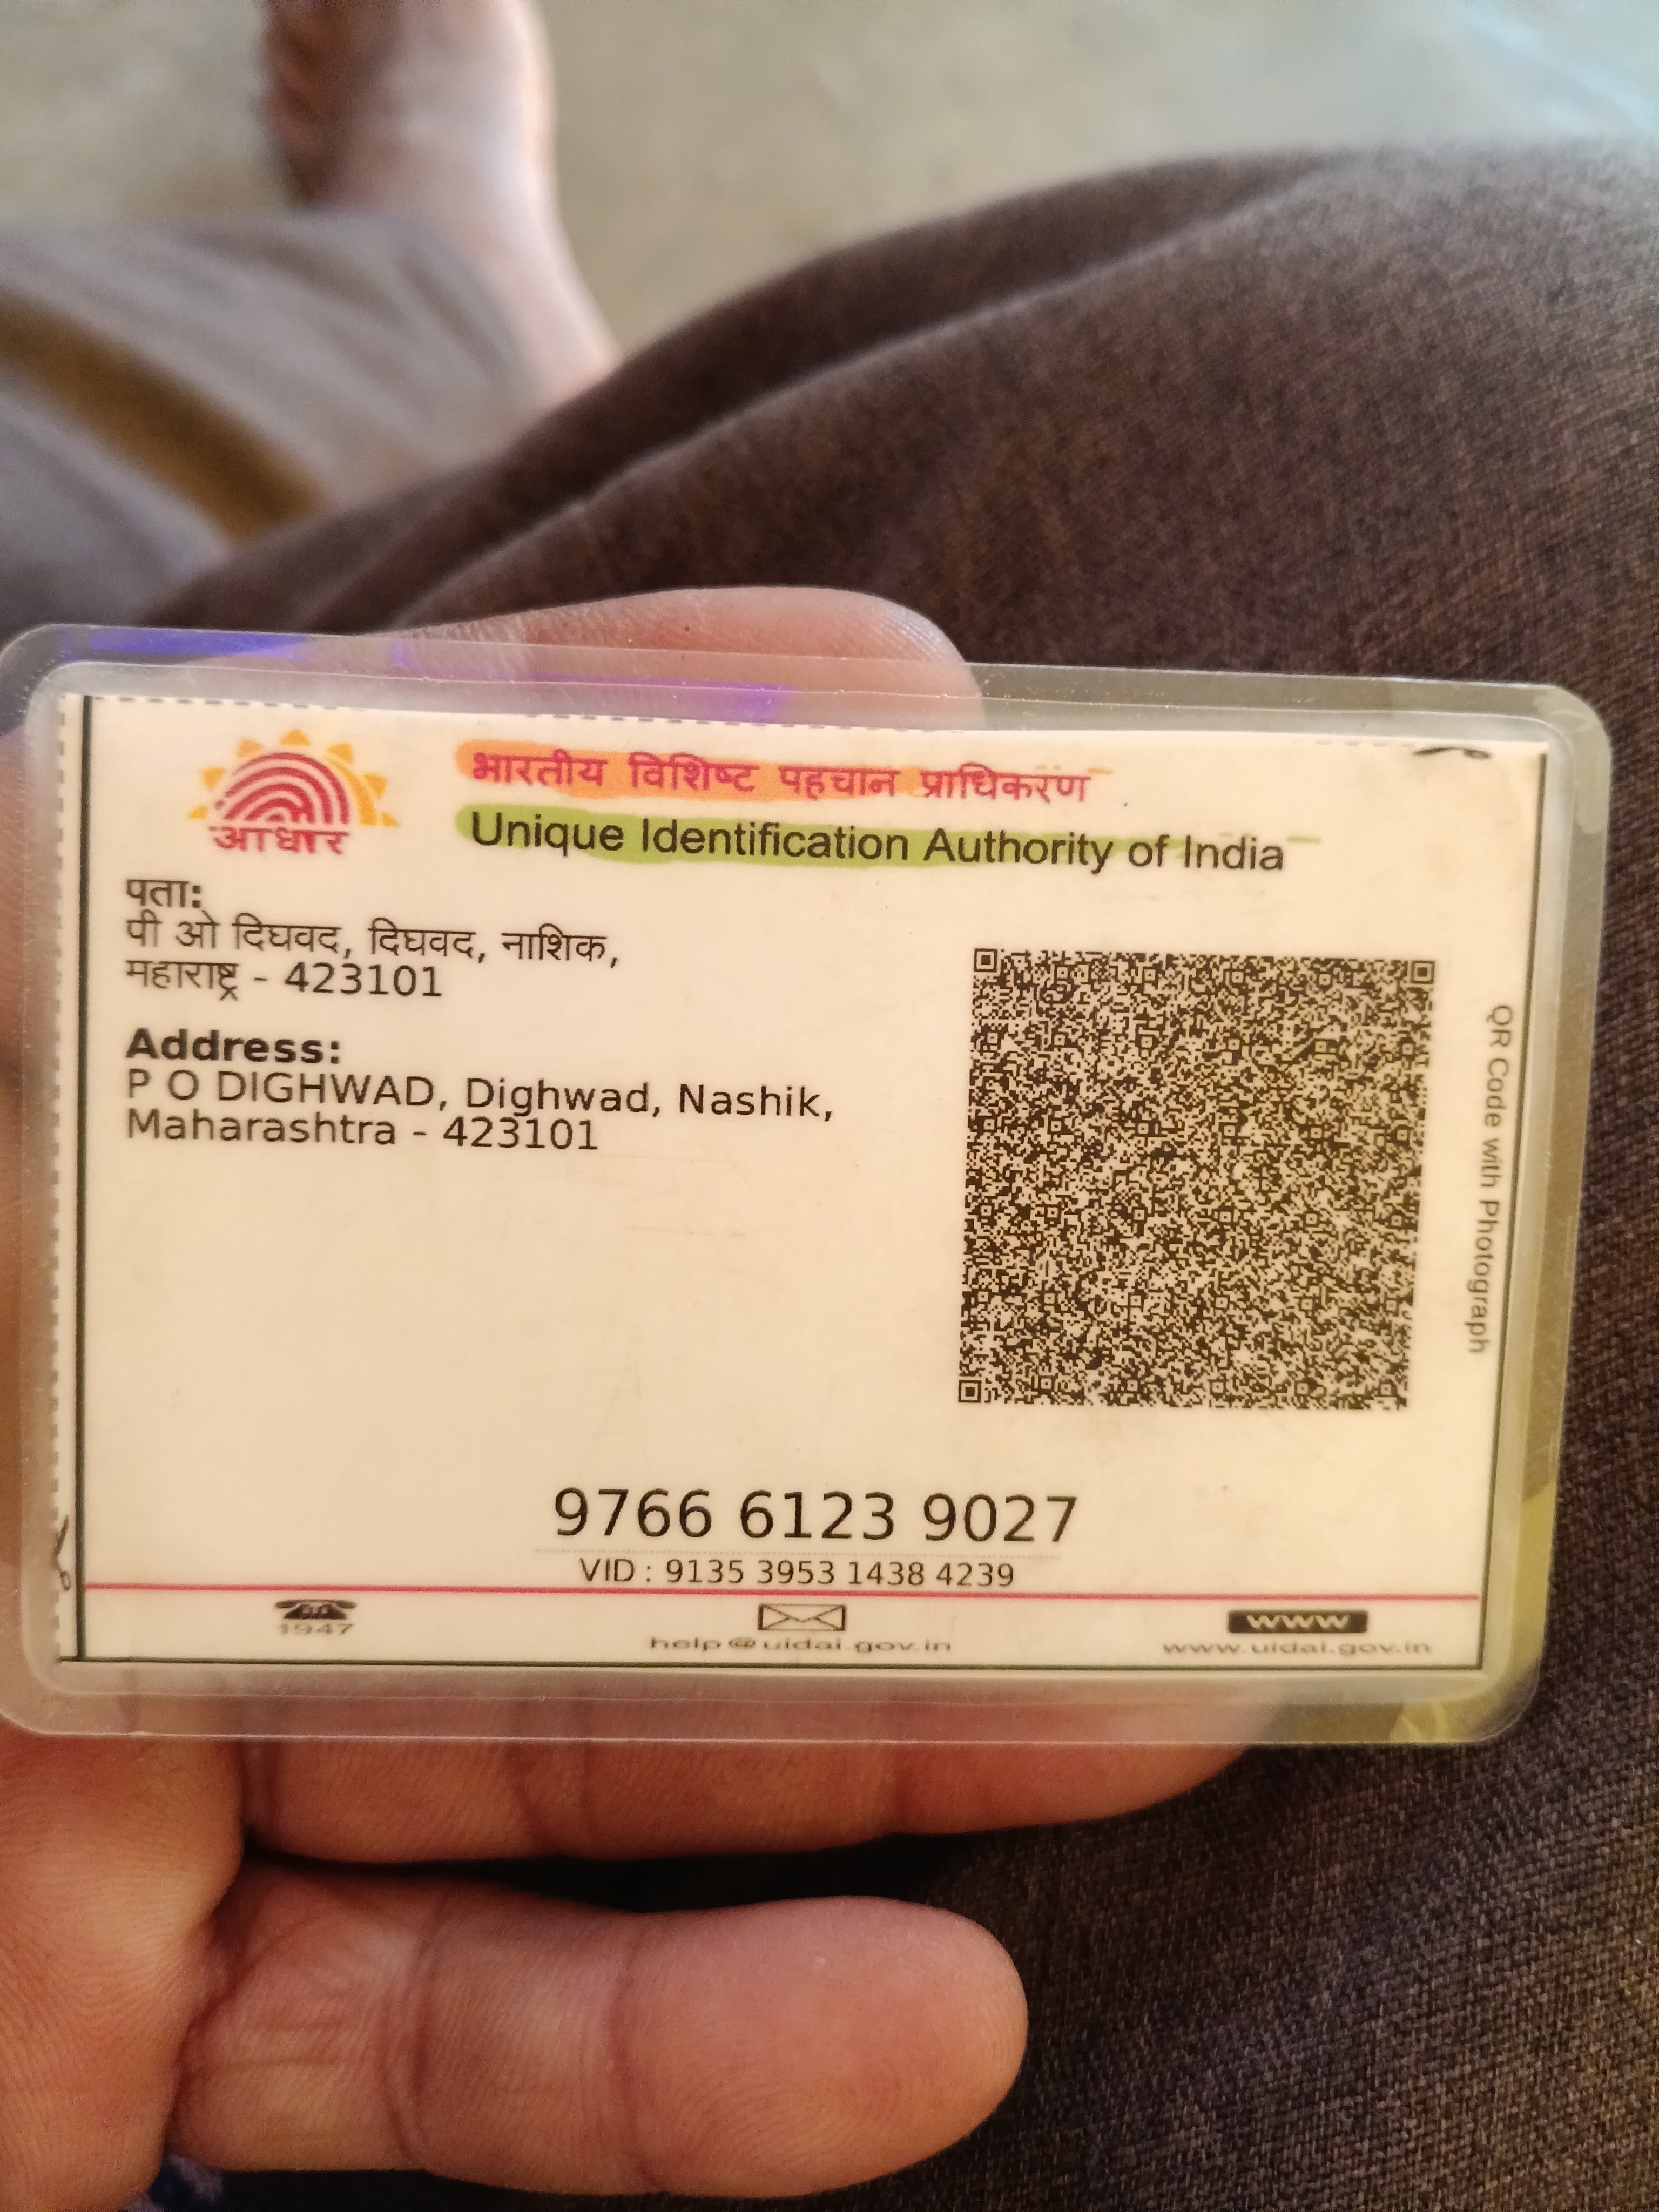 आधार
भारतीय विशिष्ट पहचान प्राधिकरण
Unique Identification Authority of India
पता:
पी ओ दिघवद, दिघवद, नाशिक,
महाराष्ट्र - 423101
Address:
P O DIGHWAD, Dighwad, Nashik,
Maharashtra - 423101
QR Code with Photograph
9766 6123 9027
VID : 9135 3953 1438 4239
1947
help@uidai.gov.in
www
www.uidai.gov.in